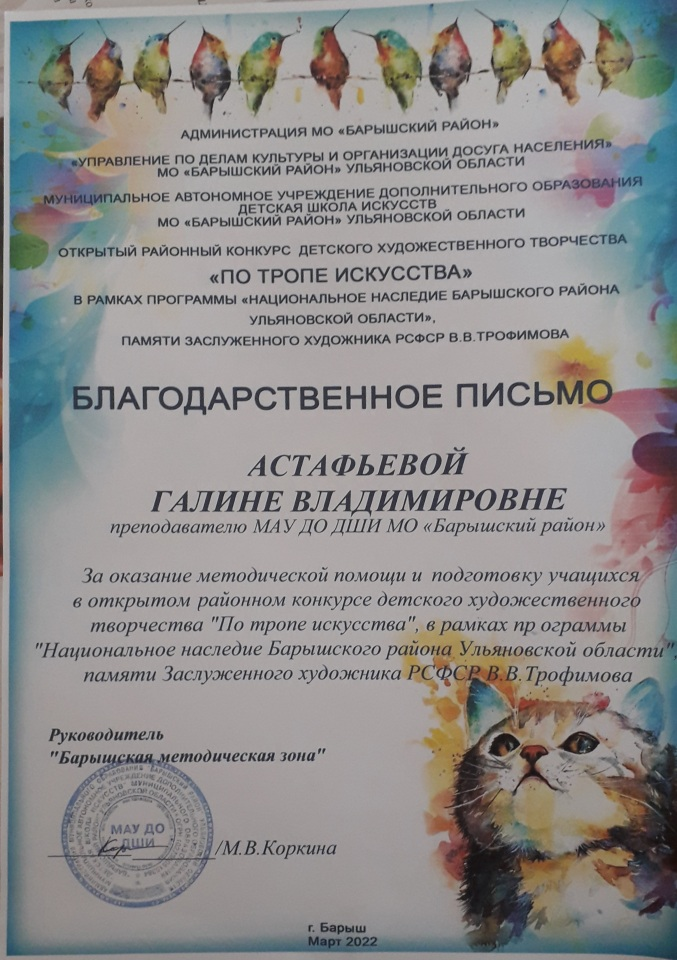 АДМИНИСТРАЦИЯ МО «БАРЫШСКИЙ РАЙОН»
«УПРАВЛЕНИЕ ПО ДЕЛАМ КУЛЬТУРЫ И ОРГАНИЗАЦИИ ДОСУГА НАСЕЛЕНИЯ»
МО «БАРЫШСКИЙ РАЙОН» УЛЬЯНОВСКОЙ ОБЛАСТИ
МУНИЦИПАЛЬНОЕ АВТОНОМНОЕ УЧРЕЖДЕНИЕ ДОПОЛНИТЕЛЬНОГО ОБРАЗОВАНИЯ
ДЕТСКАЯ ШКОЛА ИСКУССТВ
МО «БАРЫШСКИЙ РАЙОН» УЛЬЯНОВСКОЙ ОБЛАСТИ
ОТКРЫТЫЙ РАЙОННЫЙ КОНКУРС ДЕТСКОГО ХУДОЖЕСТВЕННОГО ТВОРЧЕСТВА
«ПО ТРОПЕ ИСКУССТВА»
В РАМКАХ ПРОГРАММЫ «НАЦИОНАЛЬНОЕ НАСЛЕДИЕ БАРЫШСКОГО РАЙОНА
УЛЬЯНОВСКОЙ ОБЛАСТИ»,
ПАМЯТИ ЗАСЛУЖЕННОГО ХУДОЖНИКА РСФСР В.В.ТРОФИМОВА
БЛАГОДАРСТВЕННОЕ ПИСЬМО
АСТАФЬЕВОЙ
ГАЛИНЕ ВЛАДИМИРОВНЕ
преподавателю МАУ ДО ДШИ МО «Барышский район»
За оказание методической помощи и подготовку учащихся
в открытом районном конкурсе детского художественного
творчества "По тропе искусства", в рамках пр ограммы
"Национальное наследие Барышского района Ульяновской области",
памяти Заслуженного художника РСФСР В.В.Трофимова
Руководитель
"Барышская методическая зона"
МАУ ДО
ДШИ
/М.В.Коркина
г. Барыш
Март 2022